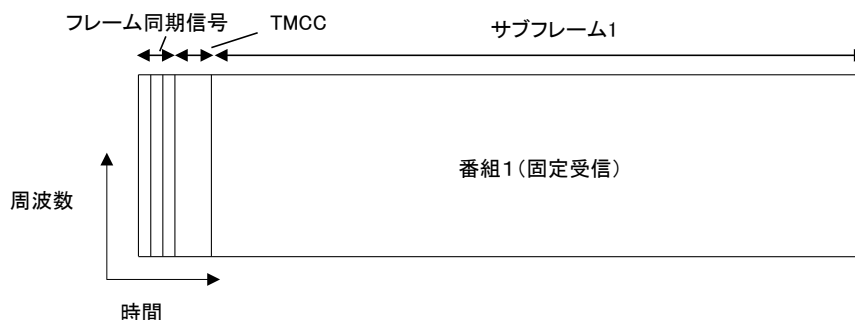 フレーム同期信号
TMCC
サブフレーム1
番組1（固定受信）
周波数
時間